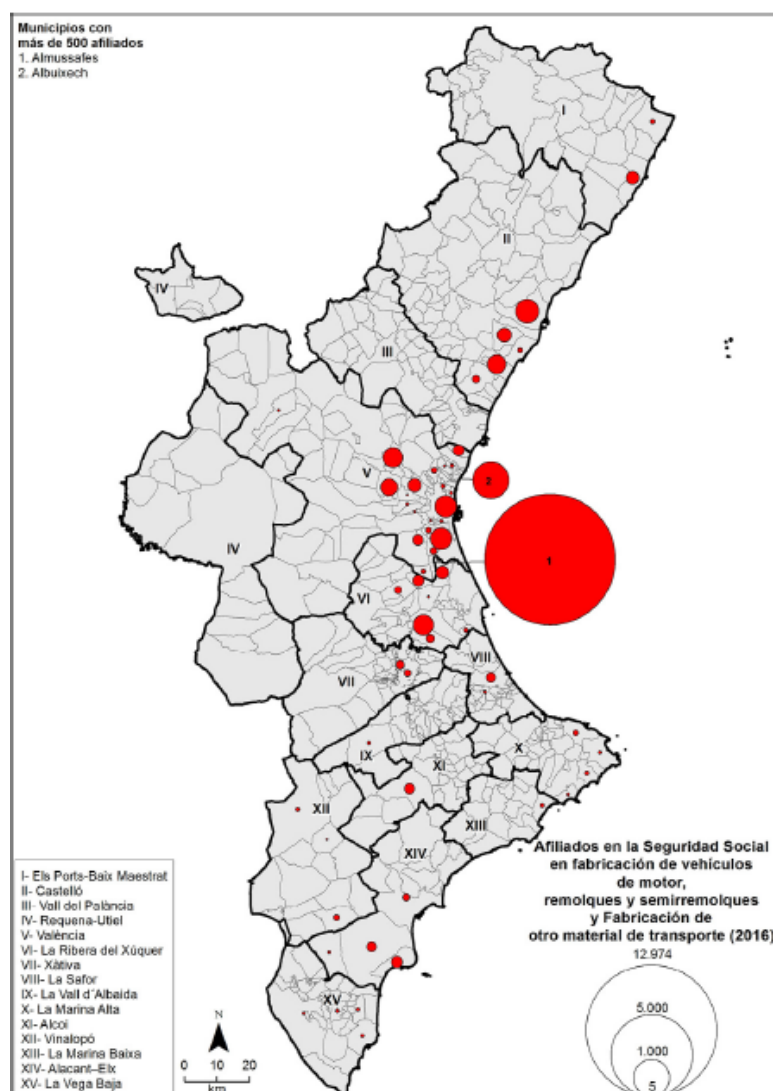 Municipios con
más de 500 afiliados
1. Almussafes
2. Albuixech
I
II
IV
III
V
2
IV
1
VI
VII
VIII
IX
X
XI
XII
XIII
XIV
XV
Afiliados en la Seguridad Social
en fabricación de vehículos
de motor,
remolques y semirremolques
y Fabricación de
otro material de transporte (2016)
12.974
5.000
1.000
5
I- Els Ports-Baix Maestrat
II- Castelló
III- Vall del Palància
IV- Requena-Utiel
V- València
VI- La Ribera del Xúquer
VII- Xàtiva
VIII- La Safor
IX- La Vall d´Albaida
X- La Marina Alta
XI- Alcoi
XII- Vinalopó
XIII- La Marina Baixa
XIV- Alacant-Elx
XV- La Vega Baja
N
0 10 20
km